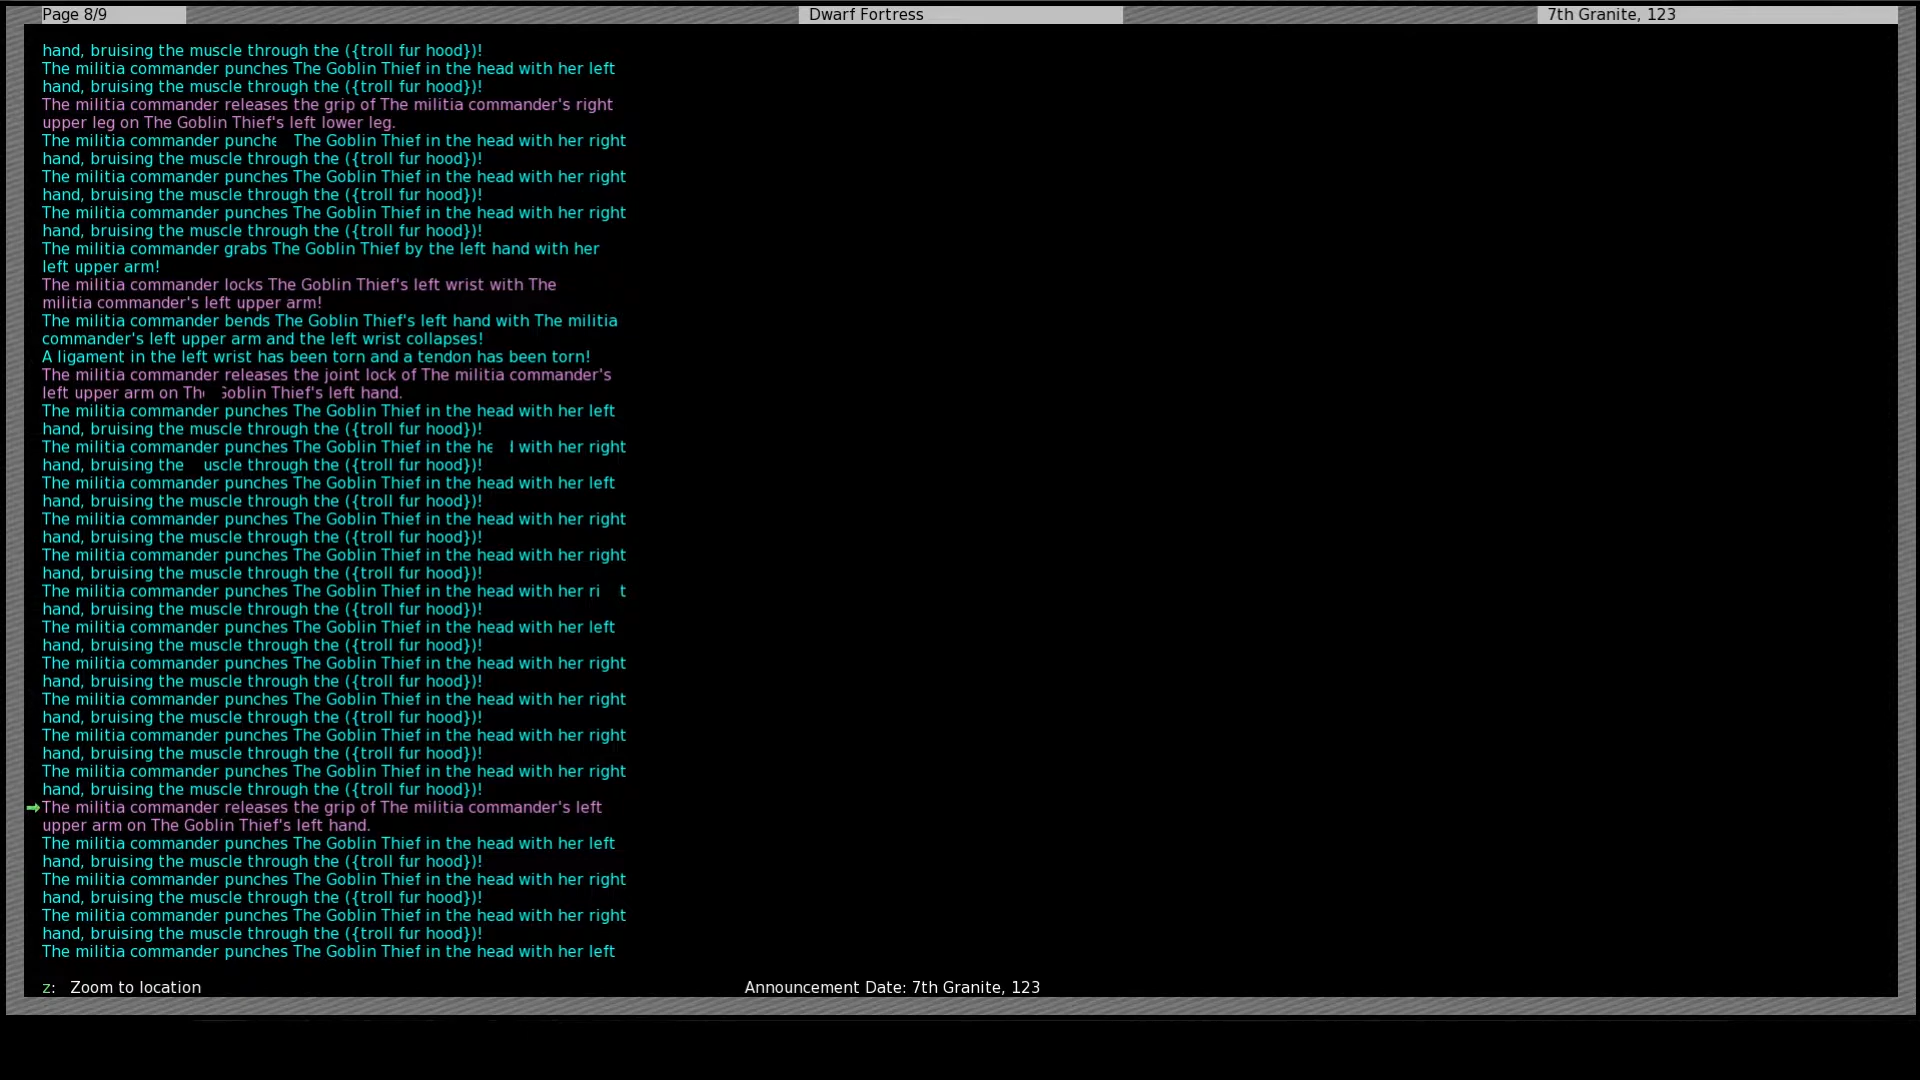 Page 8/9 Dwarf Fortress 7th Granite, 123
hand, bruising the muscle through the ({troll fur hood})!
The militia commander punches The Goblin Thief in the head with her left
hand, bruising the muscle through the ({troll fur hood})!
The militia commander releases the grip of The militia commander's right
upper leg on The Goblin Thief's left lower leg.
The militia commander punche The Goblin Thief in the head with her right
hand, bruising the muscle through the ({troll fur hood})!
The militia commander punches The Goblin Thief in the head with her right
hand, bruising the muscle through the ({troll fur hood})!
The militia commander punches The Goblin Thief in the head with her right
hand, bruising the muscle through the ({troll fur hood})!
The militia commander grabs The Goblin Thief by the left hand with her
left upper arm!
The militia commander locks The Goblin Thief's left wrist with The
militia commander's left upper arm!
The militia commander bends The Goblin Thief's left hand with The militia
commander's left upper arm and the left wrist collapses!
A ligament in the left wrist has been torn and a tendon has been torn!
The militia commander releases the joint lock of The militia commander's
left upper arm on Th Goblin Thief's left hand.
The militia commander punches The Goblin Thief in the head with her left
hand, bruising the muscle through the ({troll fur hood})!
The militia commander punches The Goblin Thief in the he d with her right
hand, bruising the uscle through the ({troll fur hood})!
The militia commander punches The Goblin Thief in the head with her left
hand, bruising the muscle through the ({troll fur hood})!
The militia commander punches The Goblin Thief in the head with her right
hand, bruising the muscle through the ({troll fur hood})!
The militia commander punches The Goblin Thief in the head with her right
hand, bruising the muscle through the ({troll fur hood})!
The militia commander punches The Goblin Thief in the head with her ri t
hand, bruising the muscle through the ({troll fur hood})!
The militia commander punches The Goblin Thief in the head with her left
hand, bruising the muscle through the ({troll fur hood})!
The militia commander punches The Goblin Thief in the head with her right
hand, bruising the muscle through the ({troll fur hood})!
The militia commander punches The Goblin Thief in the head with her right
hand, bruising the muscle through the ({troll fur hood})!
The militia commander punches The Goblin Thief in the head with her right
hand, bruising the muscle through the ({troll fur hood})!
The militia commander punches The Goblin Thief in the head with her right
hand, bruising the muscle through the ({troll fur hood})!
The militia commander releases the grip of The militia commander's left
upper arm on The Goblin Thief's left hand.
The militia commander punches The Goblin Thief in the head with her left
hand, bruising the muscle through the ({troll fur hood})!
The militia commander punches The Goblin Thief in the head with her right
hand, bruising the muscle through the ({troll fur hood})!
The militia commander punches The Goblin Thief in the head with her right
hand, bruising the muscle through the ({troll fur hood})!
The militia commander punches The Goblin Thief in the head with her left
z: Zoom to location Announcement Date: 7th Granite, 123